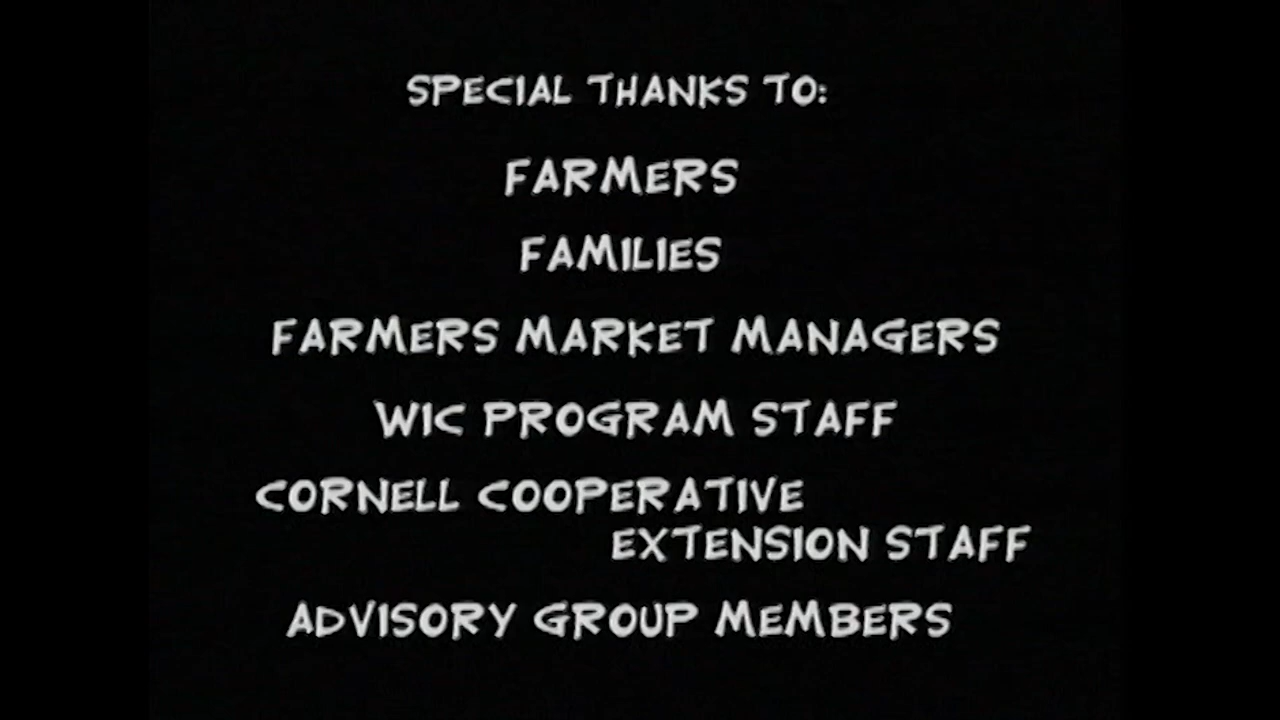 SPECIAL THANKS TO:
FARMERS
FAMILIES
FARMERS MARKET MANAGERS
WIC PROGRAM STAFF
CORNELL COOPERATIVE
EXTENSION STAFF
ADVISORY GROUP MEMBERS